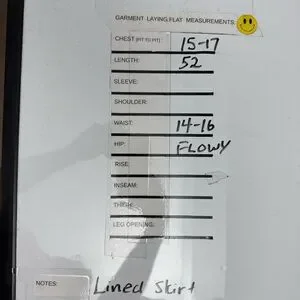 GARMENT LAYING FLAT MEASUREMENTS:
CHEST (PIT TO PIT) 15-17
LENGTH: 52
SLEEVE:
SHOULDER:
WAIST: 14-16
HIP: FLOWY
RISE:
INSEAM:
THIGH:
LEG OPENING:
NOTES: Lined Skirt